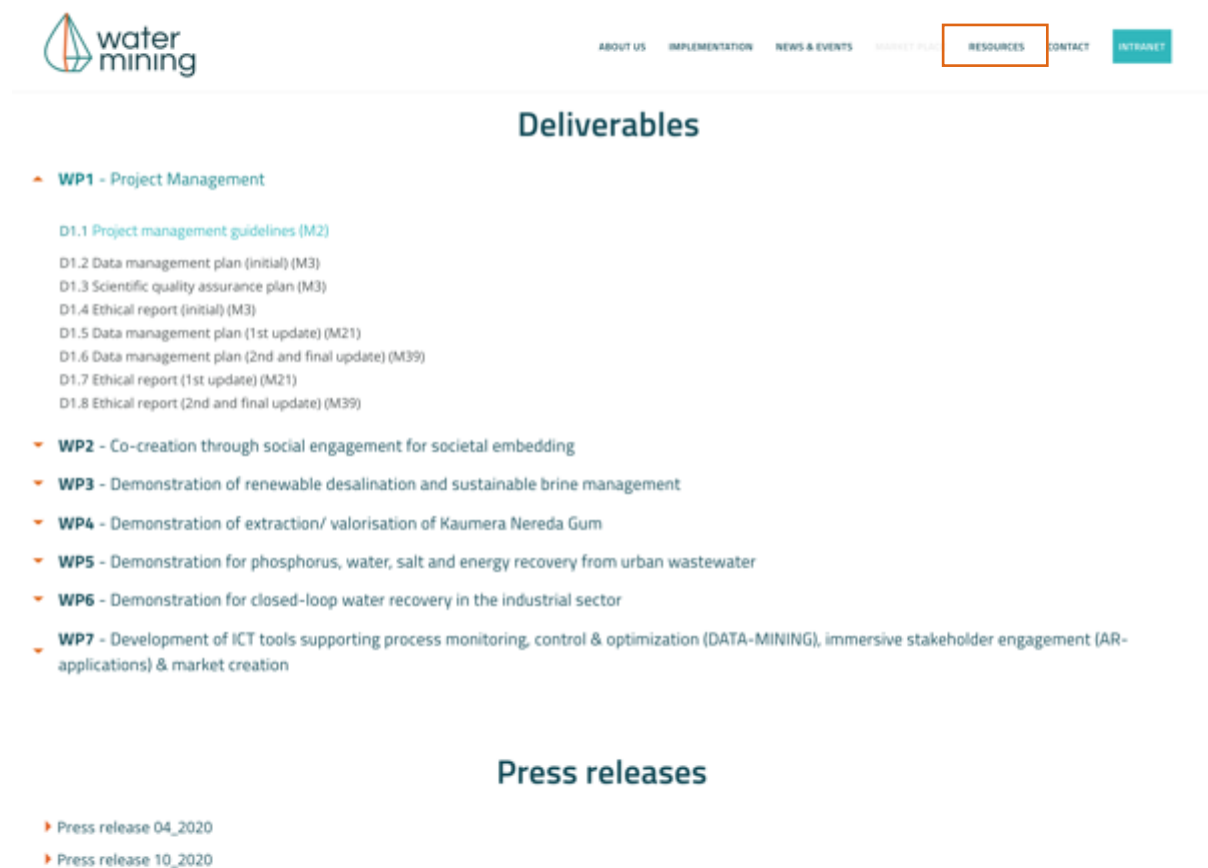 water
mining
ABOUT US IMPLEMENTATION NEWS & EVENTS MARKET PLACE RESOURCES CONTACT INTRANET
Deliverables
WP1 - Project Management
D1.1 Project management guidelines (M2)
D1.2 Data management plan (initial) (M3)
D1.3 Scientific quality assurance plan (M3)
D1.4 Ethical report (initial) (M3)
D1.5 Data management plan (1st update) (M21)
D1.6 Data management plan (2nd and final update) (M39)
D1.7 Ethical report (1st update) (M21)
D1.8 Ethical report (2nd and final update) (M39)
WP2 - Co-creation through social engagement for societal embedding
WP3 - Demonstration of renewable desalination and sustainable brine management
WP4 - Demonstration of extraction/ valorisation of Kaumera Nereda Gum
WP5 - Demonstration for phosphorus, water, salt and energy recovery from urban wastewater
WP6 - Demonstration for closed-loop water recovery in the industrial sector
WP7 - Development of ICT tools supporting process monitoring, control & optimization (DATA-MINING), immersive stakeholder engagement (AR-
applications) & market creation
Press releases
Press release 04_2020
Press release 10_2020